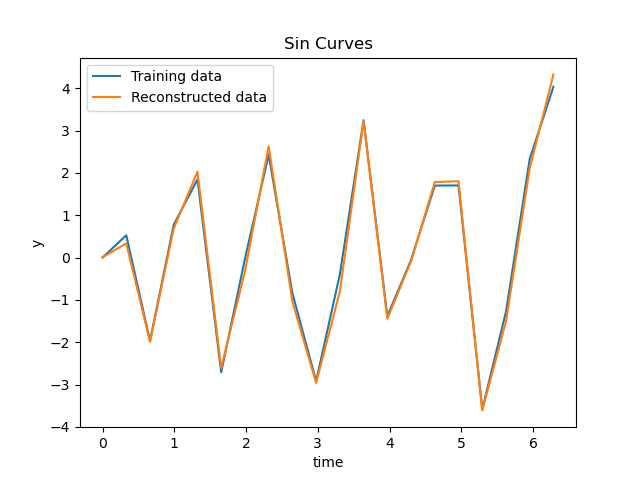 Sin Curves
Training data
Reconstructed data
y
4
3
2
1
0
−1
−2
−3
−4
0 1 2 3 4 5 6
time